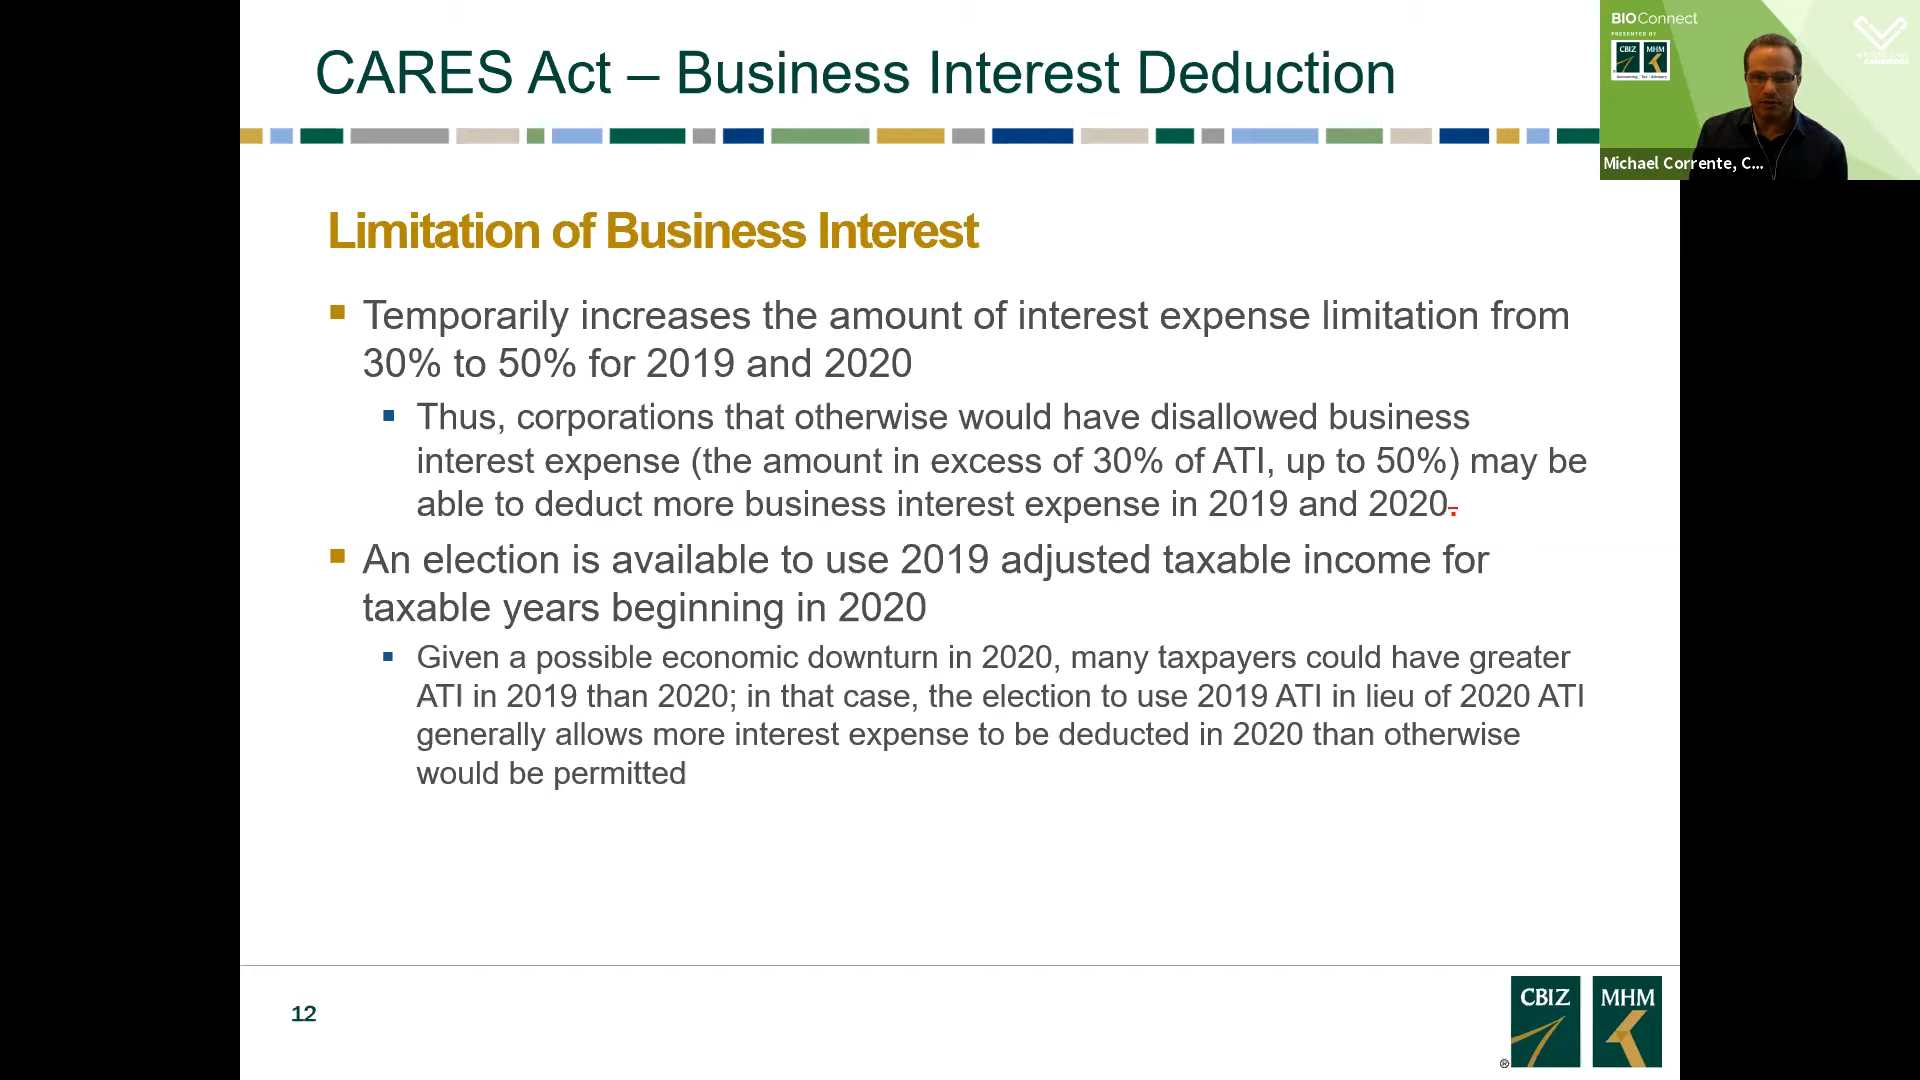 CARES Act – Business Interest Deduction
BIOConnect
PRESENTED BY
CBIZ MHM
Accounting Tax Advisory
CAMBRIDGE
Michael Corrente, C...
Limitation of Business Interest
Temporarily increases the amount of interest expense limitation from
30% to 50% for 2019 and 2020
Thus, corporations that otherwise would have disallowed business
interest expense (the amount in excess of 30% of ATI, up to 50%) may be
able to deduct more business interest expense in 2019 and 2020.
An election is available to use 2019 adjusted taxable income for
taxable years beginning in 2020
Given a possible economic downturn in 2020, many taxpayers could have greater
ATI in 2019 than 2020; in that case, the election to use 2019 ATI in lieu of 2020 ATI
generally allows more interest expense to be deducted in 2020 than otherwise
would be permitted
12
CBIZ MHM
®